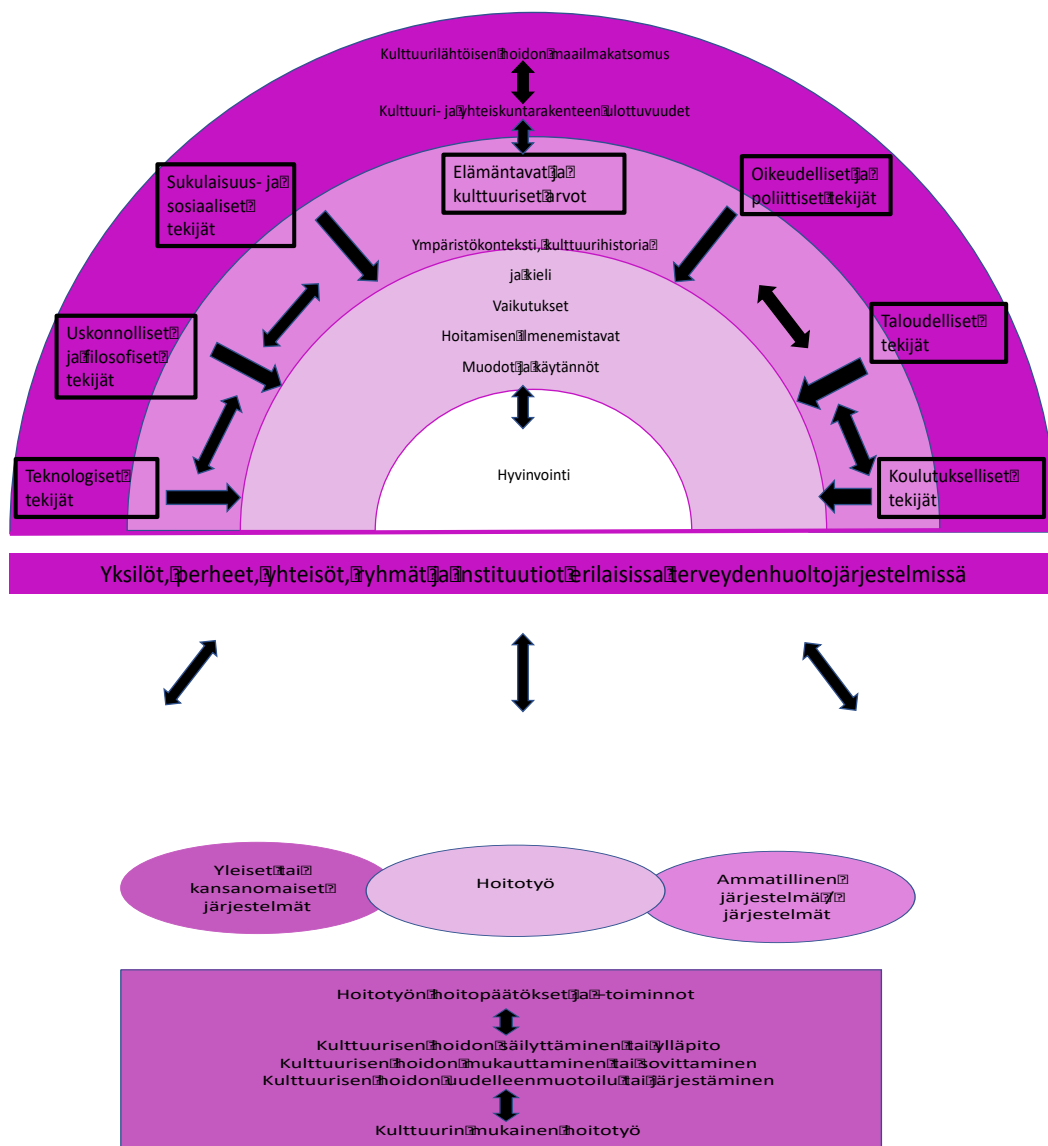 Kulttuurilähtöisen hoidon maailmakatsomus
Kulttuuri- ja yhteiskuntarakenteen ulottuvuudet
Elämäntavat ja
kulttuuriset arvot
Sukulaisuus- ja
sosiaaliset
tekijät
Oikeudelliset ja
poliittiset tekijät
Ympäristökonteksti, kulttuurihistoria
ja kieli
Vaikutukset
Hoitamisen ilmenemistavat
Muodot ja käytännöt
Uskonnolliset
ja filosofiset
tekijät
Taloudelliset
tekijät
Teknologiset
tekijät
Hyvinvointi
Koulutukselliset
tekijät
Yksilöt, perheet, yhteisöt, ryhmät ja instituutiot erilaisissa terveydenhuoltojärjestelmissä
Yleiset tai
kansanomaiset
järjestelmät
Hoitotyö
Ammatillinen
järjestelmä /
järjestelmät
Hoitotyön hoitopäätökset ja –toiminnot
Kulttuurisen hoidon säilyttäminen tai ylläpito
Kulttuurisen hoidon mukauttaminen tai sovittaminen
Kulttuurisen hoidon uudelleenmuotoilu tai järjestäminen
Kulttuurin mukainen hoitotyö